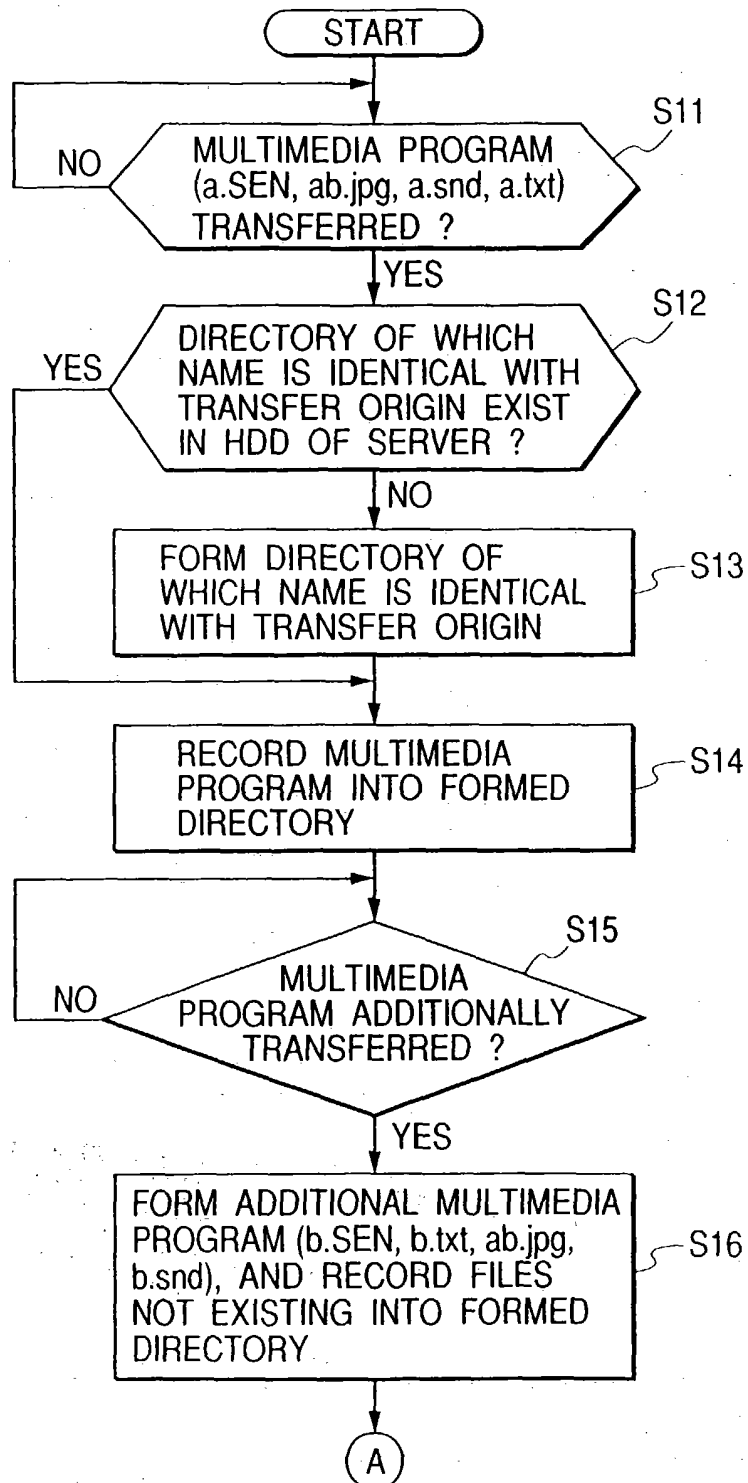 START
S11
NO
MULTIMEDIA PROGRAM
(a.SEN, ab.jpg, a.snd, a.txt)
TRANSFERRED ?
YES
S12
YES
DIRECTORY OF WHICH
NAME IS IDENTICAL WITH
TRANSFER ORIGIN EXIST
IN HDD OF SERVER ?
NO
FORM DIRECTORY OF
WHICH NAME IS IDENTICAL
WITH TRANSFER ORIGIN
S13
RECORD MULTIMEDIA
PROGRAM INTO FORMED
DIRECTORY
S14
S15
NO
MULTIMEDIA
PROGRAM ADDITIONALLY
TRANSFERRED ?
YES
FORM ADDITIONAL MULTIMEDIA
PROGRAM (b.SEN, b.txt, ab.jpg,
b.snd), AND RECORD FILES
NOT EXISTING INTO FORMED
DIRECTORY
S16
A